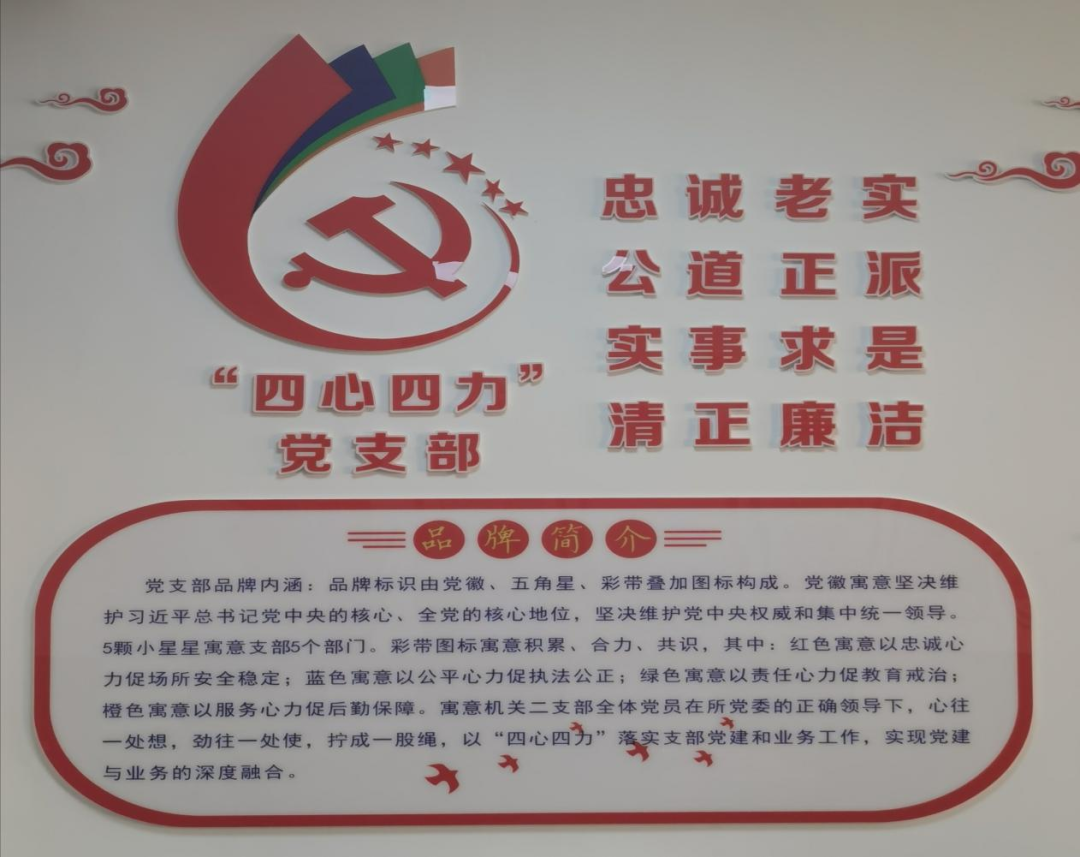 忠诚老实
公道正派
实事求是
清正廉洁
“四心四力”
党支部
品牌简介
党支部品牌内涵：品牌标识由党徽、五角星、彩带叠加图标构成。党徽寓意坚决维
护习近平总书记党中央的核心、全党的核心地位，坚决维护党中央权威和集中统一领导。
5颗小星星寓意支部5个部门。彩带图标寓意积累、合力、共识，其中：红色寓意以忠诚心
力促场所安全稳定；蓝色寓意以公平心力促执法公正；绿色寓意以责任心力促教育戒治；
橙色寓意以服务心力促后勤保障。寓意机关二支部全体党员在所党委的正确领导下，心往
一处想，劲往一处使，拧成一股绳，以“四心四力”落实支部党建和业务工作，实现党建
与业务的深度融合。